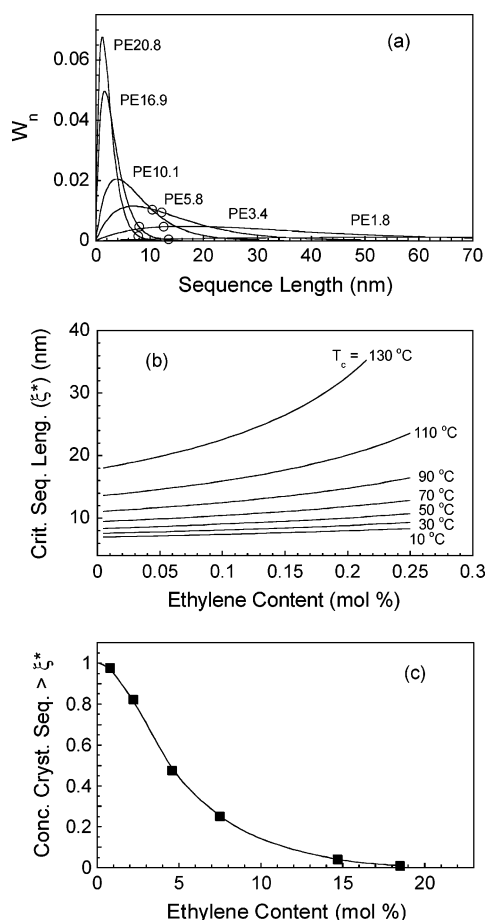 (a)
PE20.8
PE16.9
PE10.1
PE5.8
PE3.4
PE1.8
0.06
0.04
0.02
0
W_n
0 10 20 30 40 50 60 70
Sequence Length (nm)
(b)
T_c = 130 °C
110 °C
90 °C
70 °C
50 °C
30 °C
10 °C
40
30
20
10
Crit. Seq. Leng. (ξ*) (nm)
0 0.05 0.1 0.15 0.2 0.25 0.3
Ethylene Content (mol %)
(c)
1
0.8
0.6
0.4
0.2
0
Conc. Cryst. Seq. > ξ*
0 5 10 15 20
Ethylene Content (mol %)